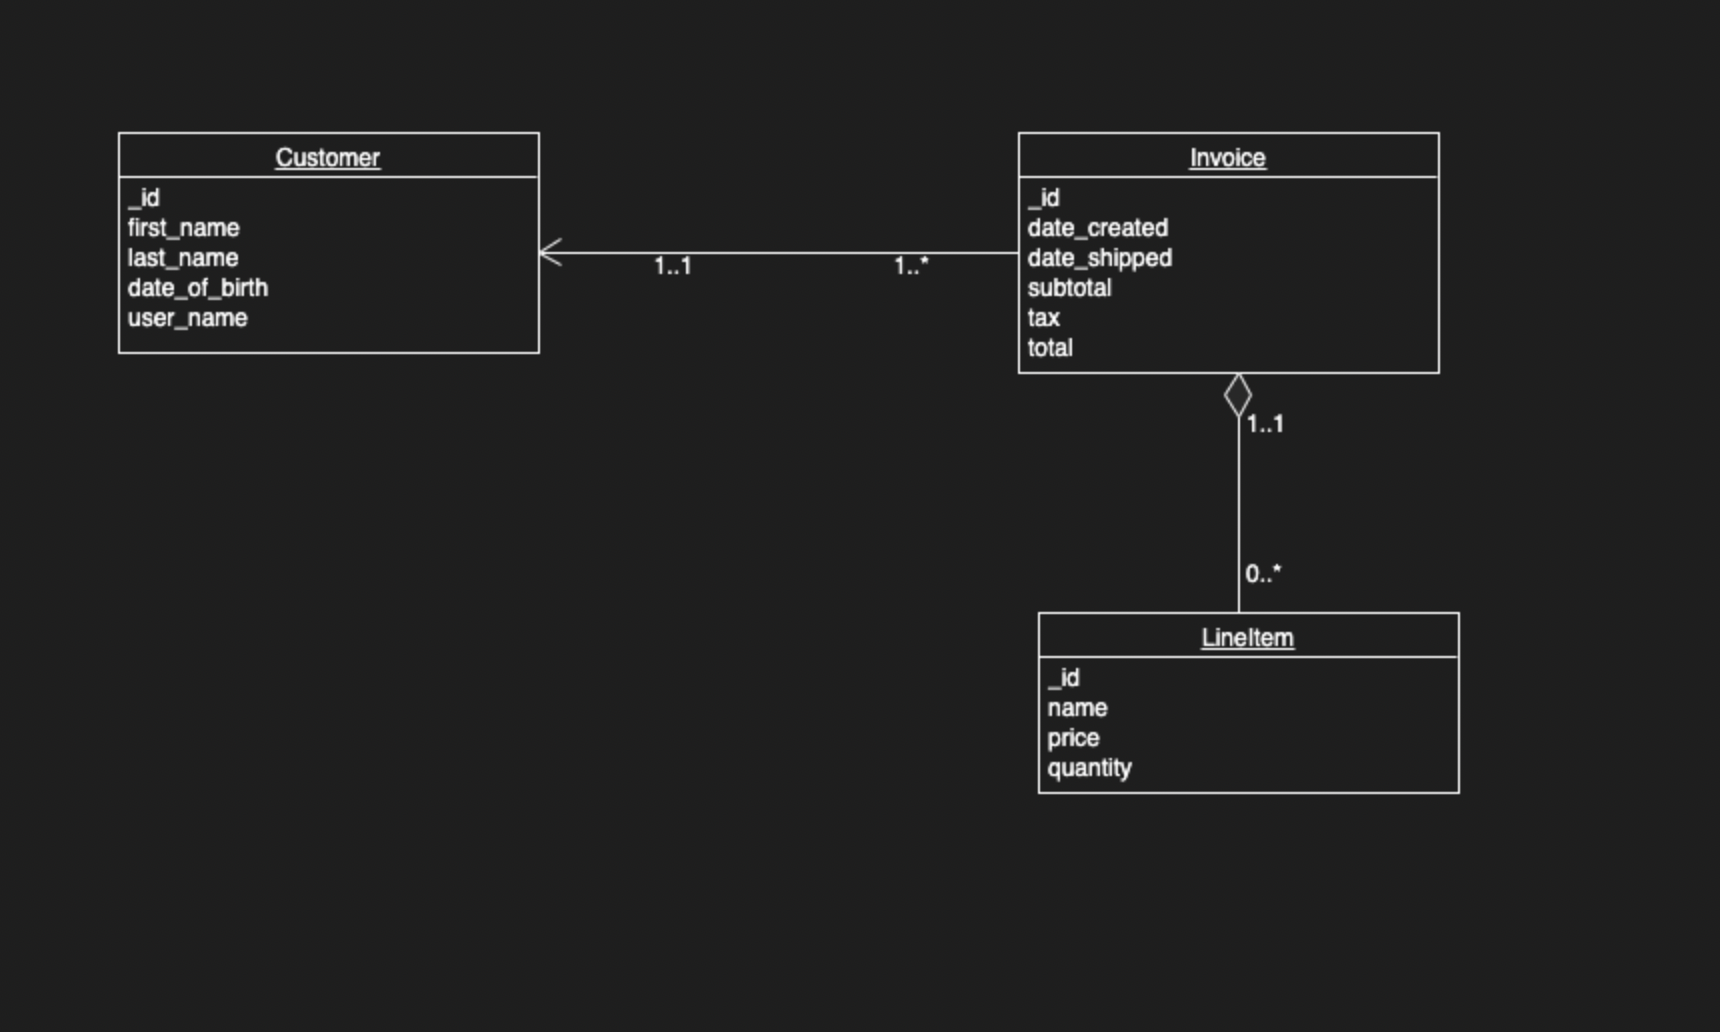 Customer
_id
first_name
last_name
date_of_birth
user_name
1..1
1..*
Invoice
_id
date_created
date_shipped
subtotal
tax
total
1..1
0..*
LineItem
_id
name
price
quantity